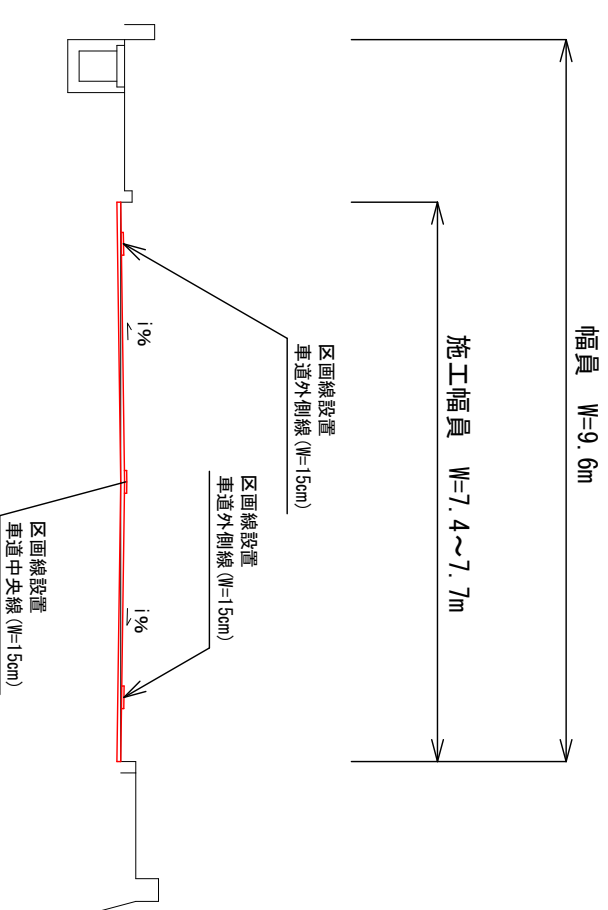 幅員 W=9.6m
施工幅員 W=7.4～7.7m
区画線設置
車道外側線(W=15cm)
区画線設置
車道外側線(W=15cm)
i%
i%
区画線設置
車道中央線(W=15cm)